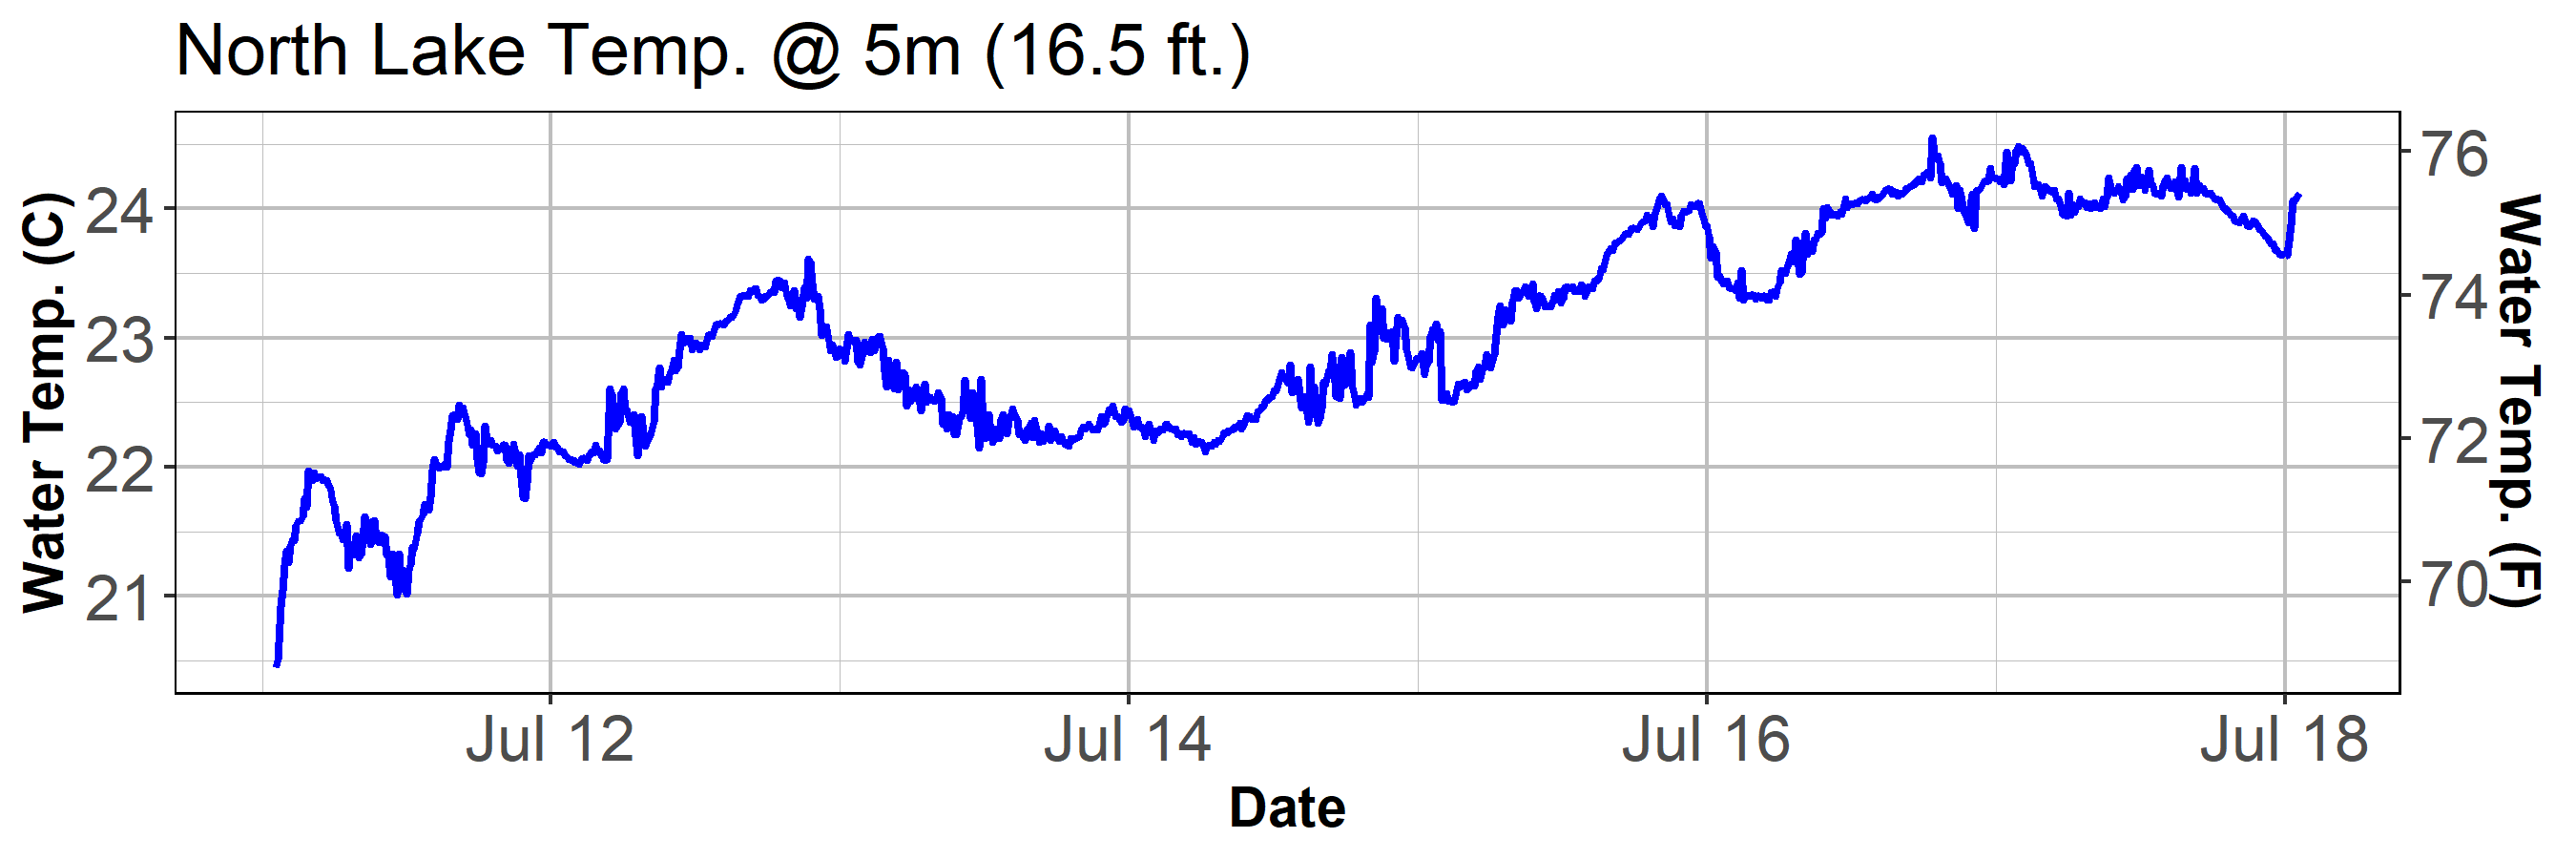 North Lake Temp. @ 5m (16.5 ft.)
Water Temp. (C)
24
23
22
21
76
74
72
70
Water Temp. (F)
Jul 12 Jul 14 Jul 16 Jul 18
Date